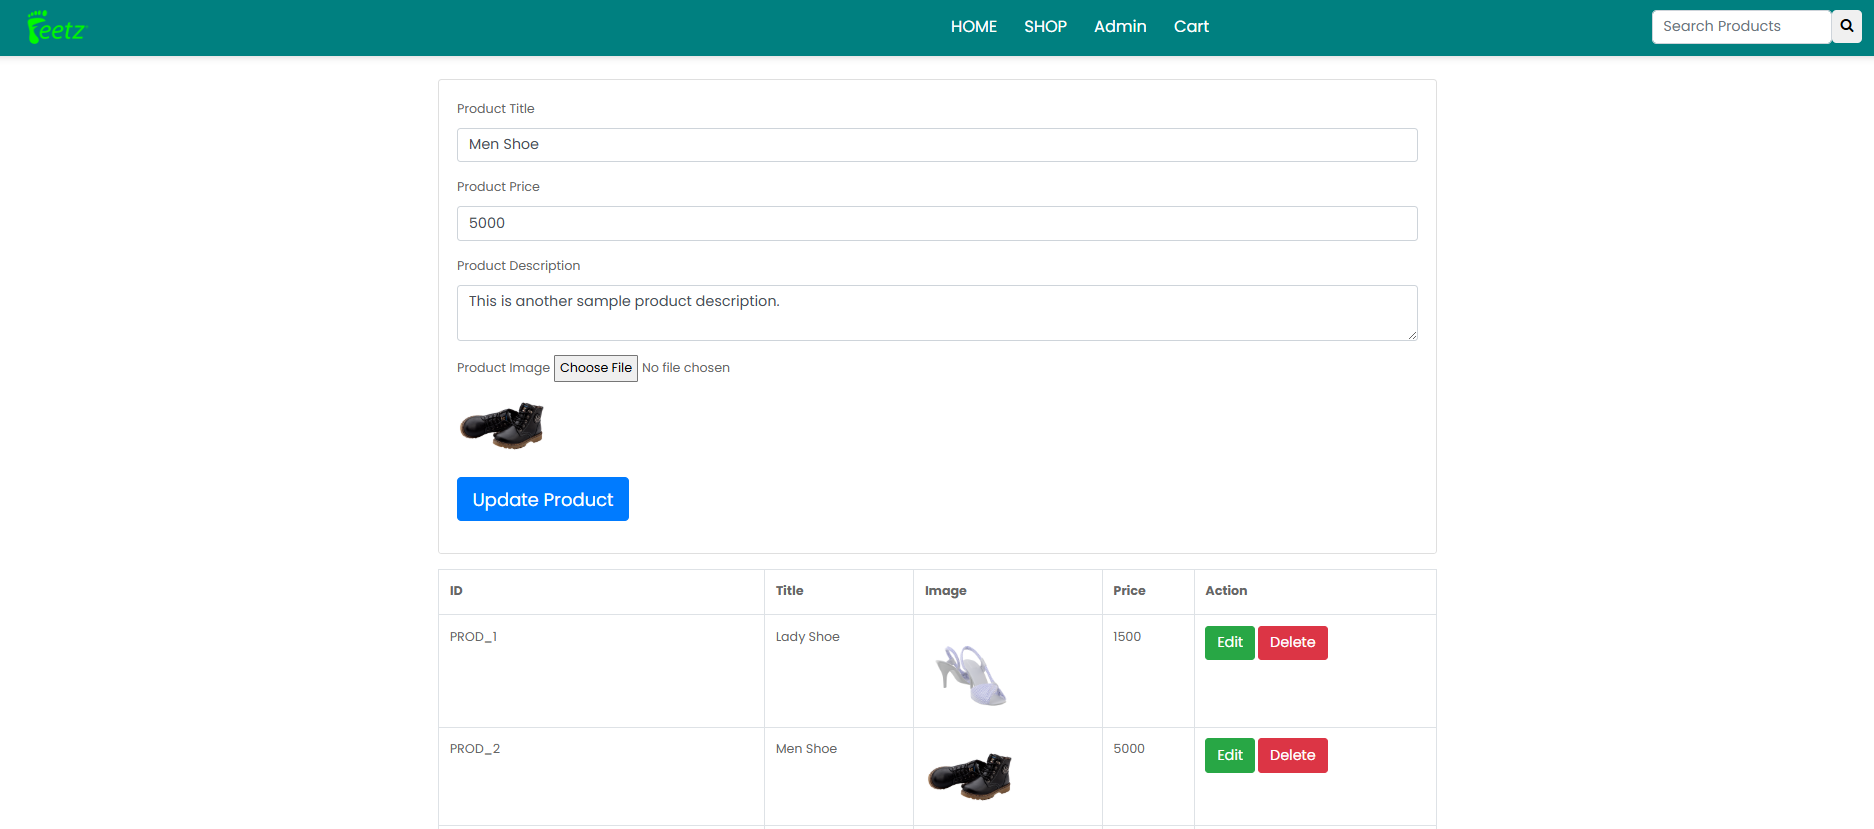 Feetz
HOME SHOP Admin Cart
Search Products
Product Title
Men Shoe
Product Price
5000
Product Description
This is another sample product description.
Product Image Choose File No file chosen
Update Product
ID Title Image Price Action
PROD_1 Lady Shoe 1500 Edit Delete
PROD_2 Men Shoe 5000 Edit Delete